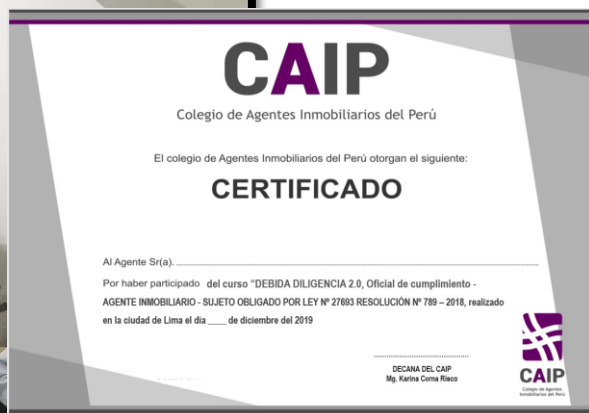 CAIP
Colegio de Agentes Inmobiliarios del Perú
El colegio de Agentes Inmobiliarios del Perú otorgan el siguiente:
CERTIFICADO
Al Agente Sr(a).
Por haber participado del curso "DEBIDA DILIGENCIA 2.0, Oficial de cumplimiento -
AGENTE INMOBILIARIO - SUJETO OBLIGADO POR LEY Nº 27693 RESOLUCIÓN Nº 789 – 2018, realizado
en la ciudad de Lima el día ____ de diciembre del 2019
DECANA DEL CAIP
Mg. Karina Coma Risco
CAIP
Colegio de Agentes
Inmobiliarios del Perú